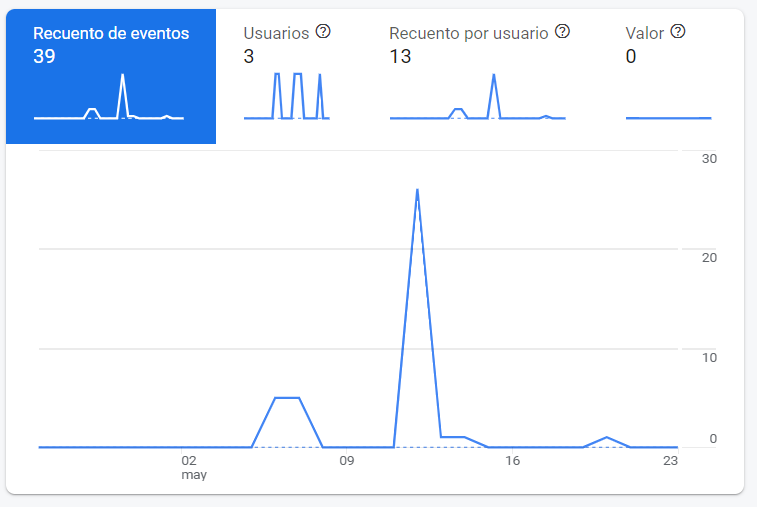 Recuento de eventos
39
Usuarios
3
Recuento por usuario
13
Valor
0
30
20
10
0
02
may
09
16
23